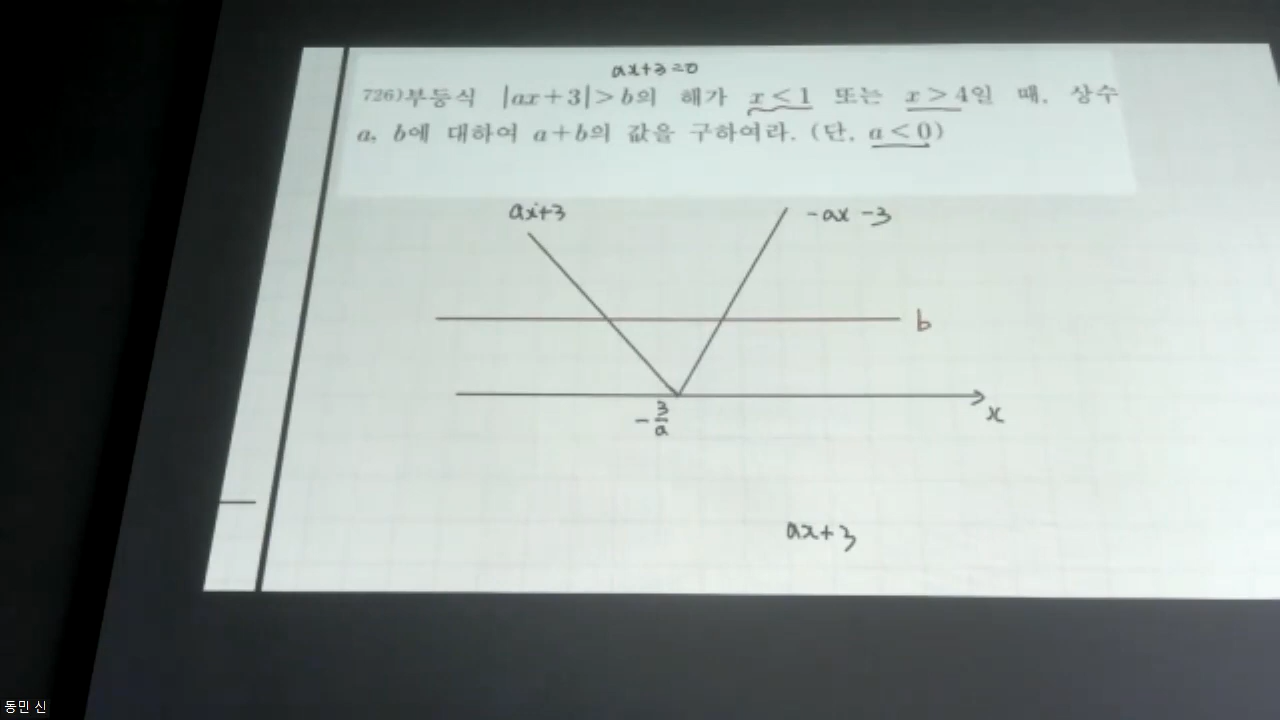 ax+3=0
726)부등식 |ax+3|>b의 해가 x<1 또는 x>4일 때, 상수
a, b에 대하여 a+b의 값을 구하여라. (단, a<0)
ax+3
-ax-3
b
-3/a
x
ax+3
동민 신